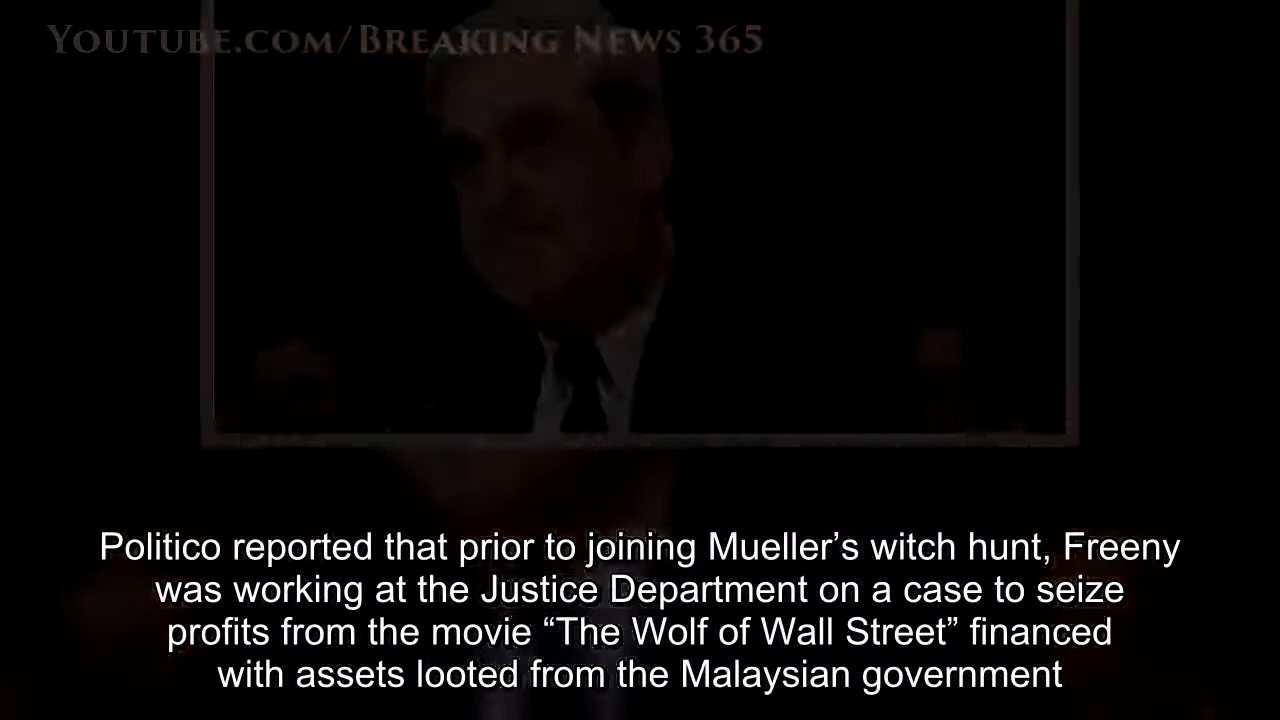 YOUTUBE.COM/BREAKING NEWS 365
Politico reported that prior to joining Mueller’s witch hunt, Freeny
was working at the Justice Department on a case to seize
profits from the movie “The Wolf of Wall Street” financed
with assets looted from the Malaysian government